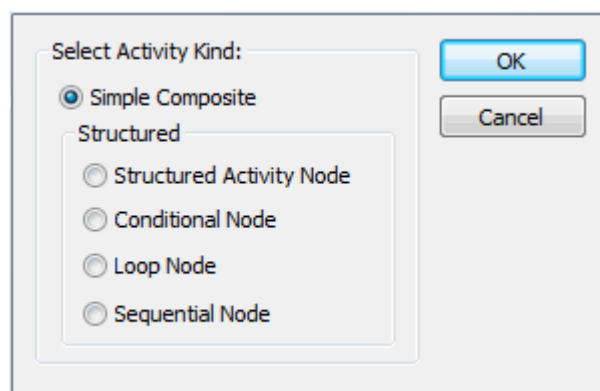 Select Activity Kind:
OK
Simple Composite
Cancel
Structured
Structured Activity Node
Conditional Node
Loop Node
Sequential Node